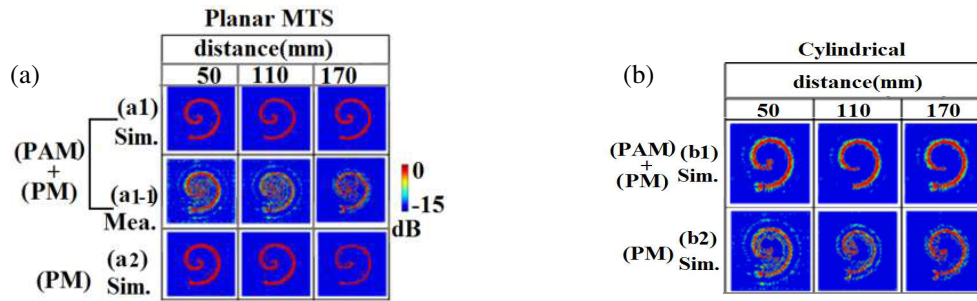 Planar MTS
distance(mm)
50 110 170
(a)
(a1)
Sim.
(PAM)
+
(PM)
(a1-1)
Mea.
0
-15
dB
(PM)
(a2)
Sim.
Cylindrical
(b)
distance(mm)
50 110 170
(PAM) (b1)
+
(PM) Sim.
(PM) (b2)
Sim.